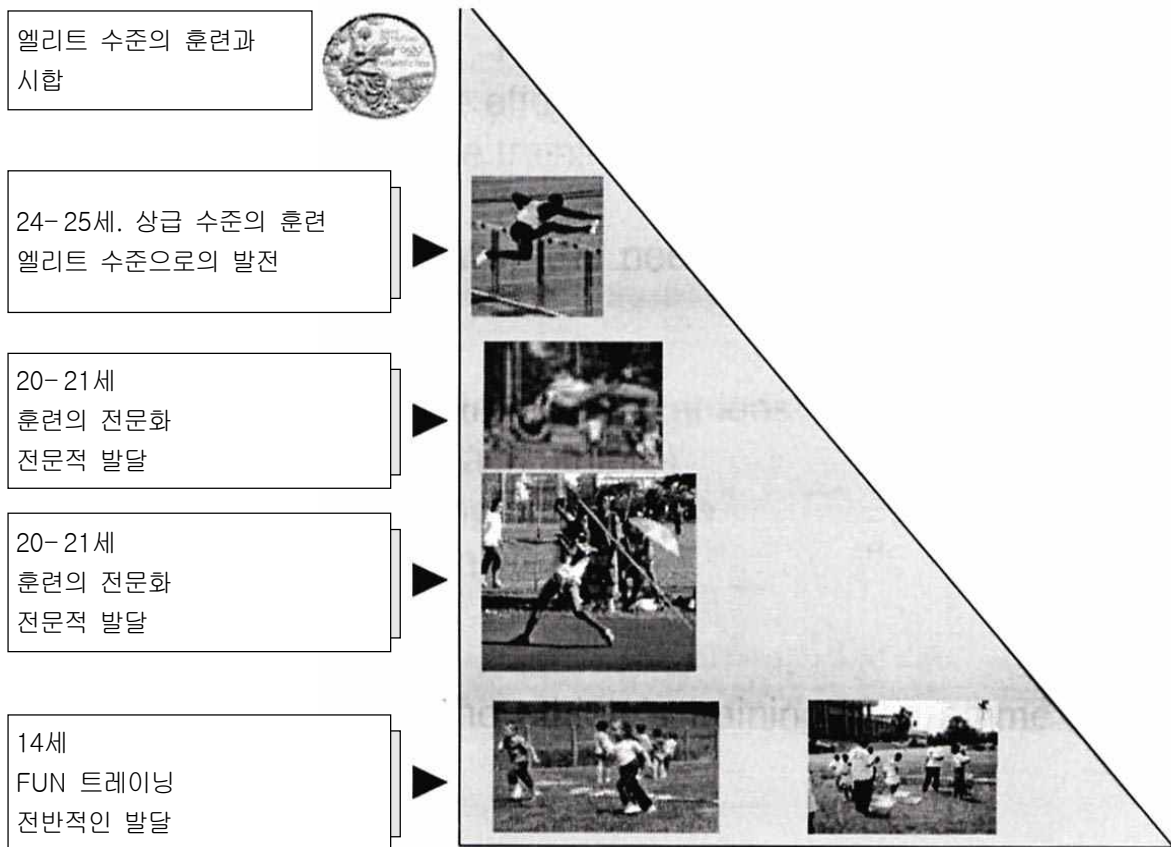 엘리트 수준의 훈련과
시합
24-25세. 상급 수준의 훈련
엘리트 수준으로의 발전
20-21세
훈련의 전문화
전문적 발달
20-21세
훈련의 전문화
전문적 발달
14세
FUN 트레이닝
전반적인 발달